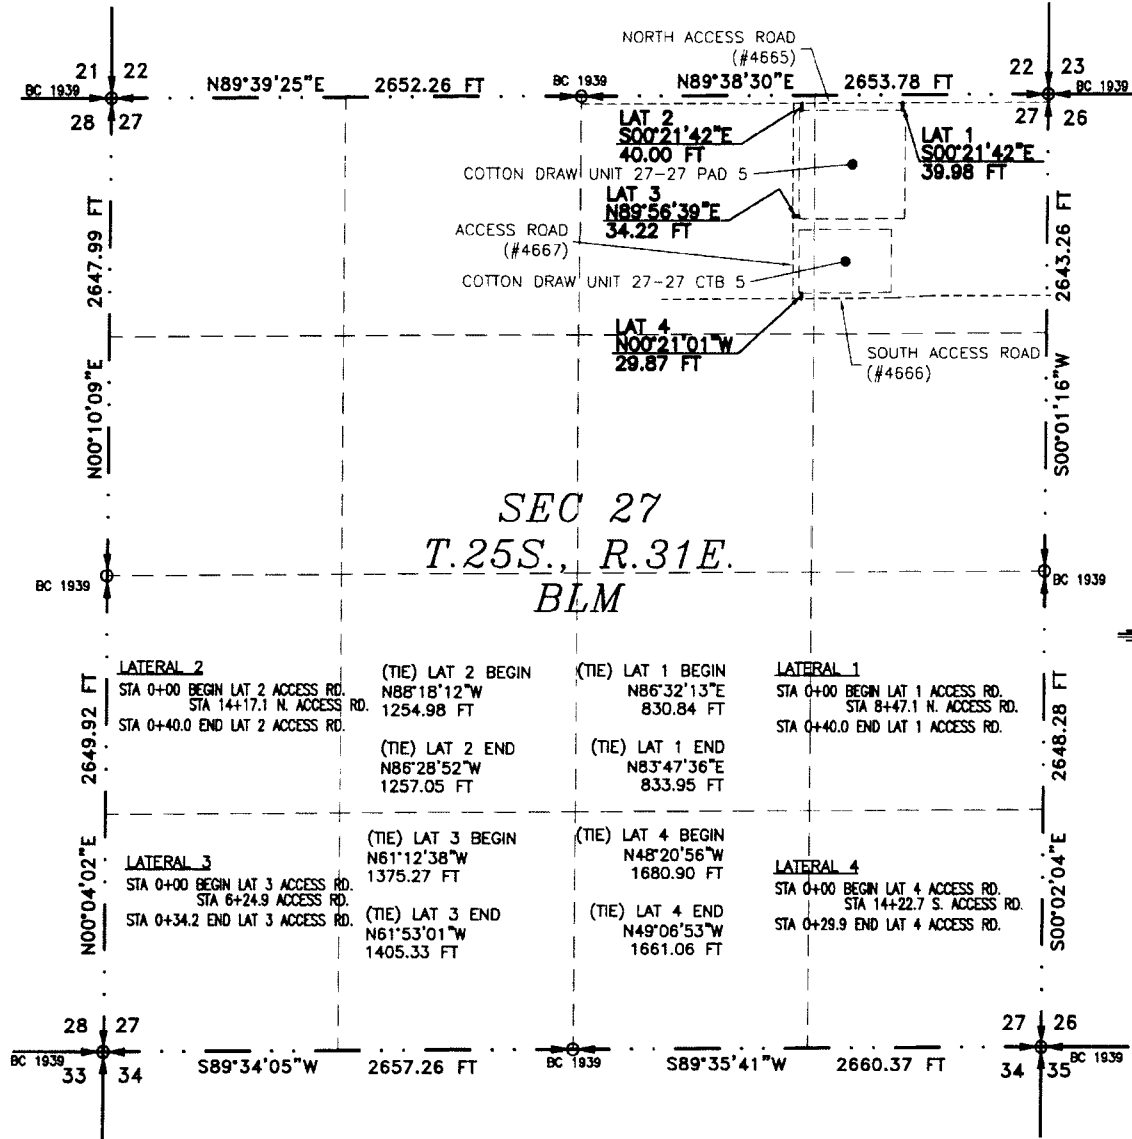 NORTH ACCESS ROAD
(#4665)
21 22
BC 1939
28 27
N89°39'25"E 2652.26 FT
BC 1939
N89°38'30"E 2653.78 FT
22 23
BC 1939
27 26
LAT 2
S00°21'42"E
40.00 FT
LAT 1
S00°21'42"E
39.98 FT
COTTON DRAW UNIT 27-27 PAD 5
LAT 3
N89°56'39"E
34.22 FT
ACCESS ROAD
(#4667)
COTTON DRAW UNIT 27-27 CTB 5
LAT 4
N00°21'01"W
29.87 FT
SOUTH ACCESS ROAD
(#4666)
2647.99 FT
N00°10'09"E
2643.26 FT
S00°01'16"W
SEC 27
T.25S., R.31E.
BLM
BC 1939
BC 1939
LATERAL 2
STA 0+00 BEGIN LAT 2 ACCESS RD.
STA 14+17.1 N. ACCESS RD.
STA 0+40.0 END LAT 2 ACCESS RD.
(TIE) LAT 2 BEGIN
N88°18'12"W
1254.98 FT
(TIE) LAT 2 END
N86°28'52"W
1257.05 FT
(TIE) LAT 1 BEGIN
N86°32'13"E
830.84 FT
(TIE) LAT 1 END
N83°47'36"E
833.95 FT
LATERAL 1
STA 0+00 BEGIN LAT 1 ACCESS RD.
STA 8+47.1 N. ACCESS RD.
STA 0+40.0 END LAT 1 ACCESS RD.
2649.92 FT
N00°04'02"E
2648.28 FT
S00°02'04"E
LATERAL 3
STA 0+00 BEGIN LAT 3 ACCESS RD.
STA 6+24.9 ACCESS RD.
STA 0+34.2 END LAT 3 ACCESS RD.
(TIE) LAT 3 BEGIN
N61°12'38"W
1375.27 FT
(TIE) LAT 3 END
N61°53'01"W
1405.33 FT
(TIE) LAT 4 BEGIN
N48°20'56"W
1680.90 FT
(TIE) LAT 4 END
N49°06'53"W
1661.06 FT
LATERAL 4
STA 0+00 BEGIN LAT 4 ACCESS RD.
STA 14+22.7 S. ACCESS RD.
STA 0+29.9 END LAT 4 ACCESS RD.
28 27
BC 1939
33 34
S89°34'05"W 2657.26 FT
BC 1939
S89°35'41"W 2660.37 FT
27 26
BC 1939
34 35